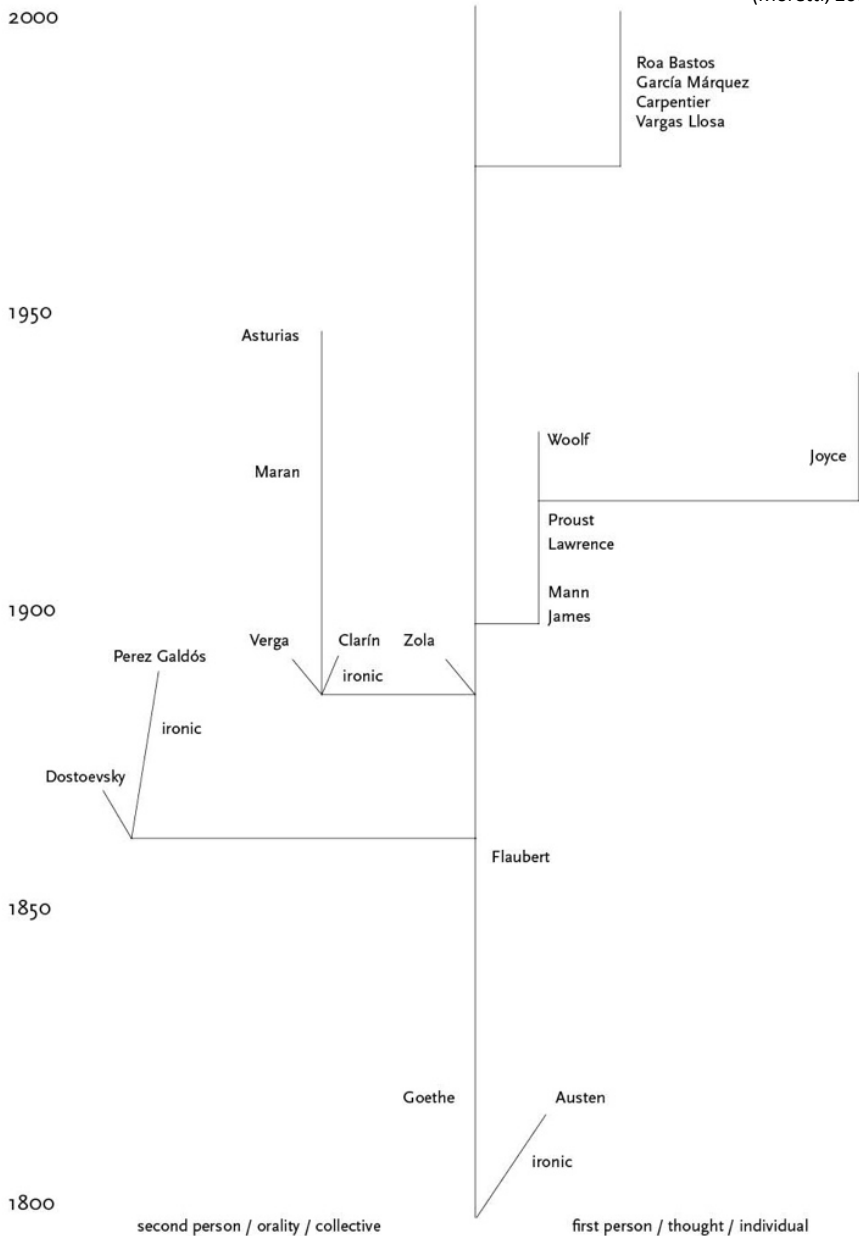 (Moretti, 20
2000
Roa Bastos
García Márquez
Carpentier
Vargas Llosa
1950
Asturias
Woolf
Maran
Joyce
Proust
Lawrence
Mann
1900
James
Verga
Clarín
Zola
Perez Galdós
ironic
ironic
Dostoevsky
Flaubert
1850
Goethe
Austen
ironic
1800
second person / orality / collective
first person / thought / individual